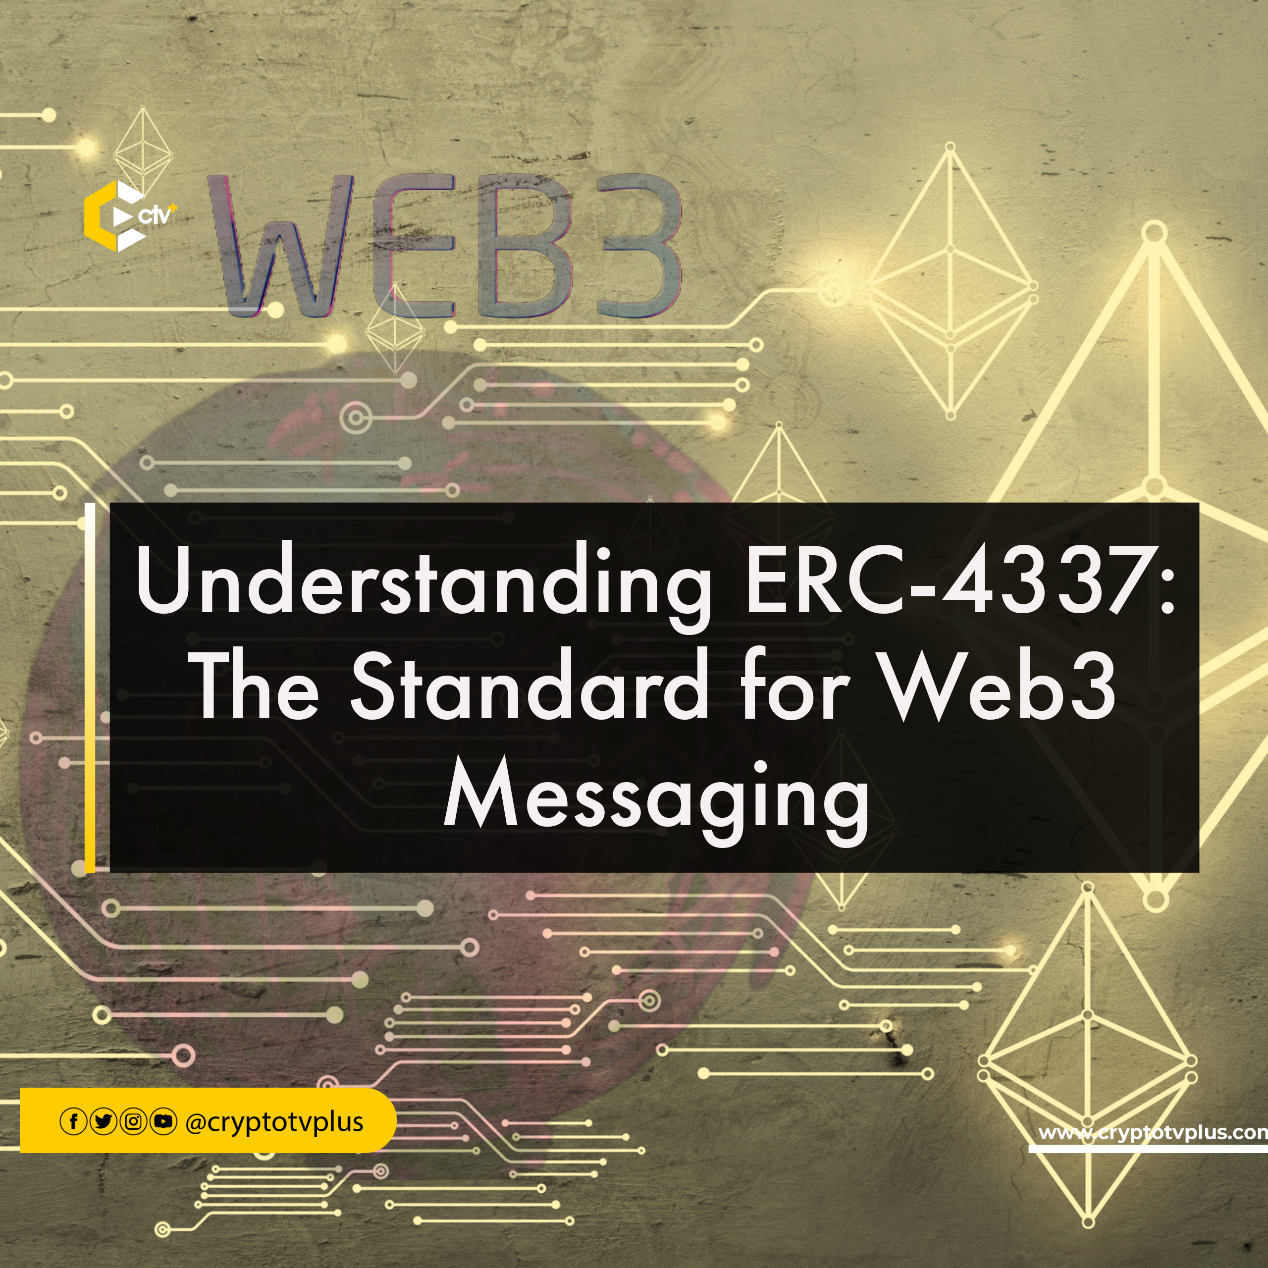 WEB3
ctv+
Understanding ERC-4337:
The Standard for Web3
Messaging
@cryptotvplus
www.cryptotvplus.com